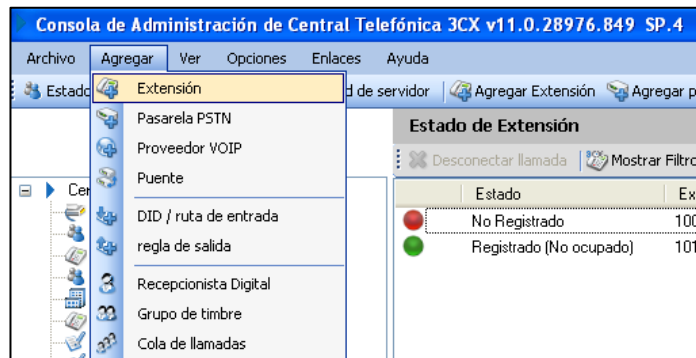 Consola de Administración de Central Telefónica 3CX v11.0.28976.849 SP.4
Archivo Agregar Ver Opciones Enlaces Ayuda
Estado d de servidor Agregar Extensión Agregar p
Extensión
Pasarela PSTN
Proveedor VOIP
Puente
DID / ruta de entrada
regla de salida
Recepcionista Digital
Grupo de timbre
Cola de llamadas
Cer
Estado de Extensión
Desconectar llamada Mostrar Filtro
Estado Ex
No Registrado 100
Registrado (No ocupado) 101